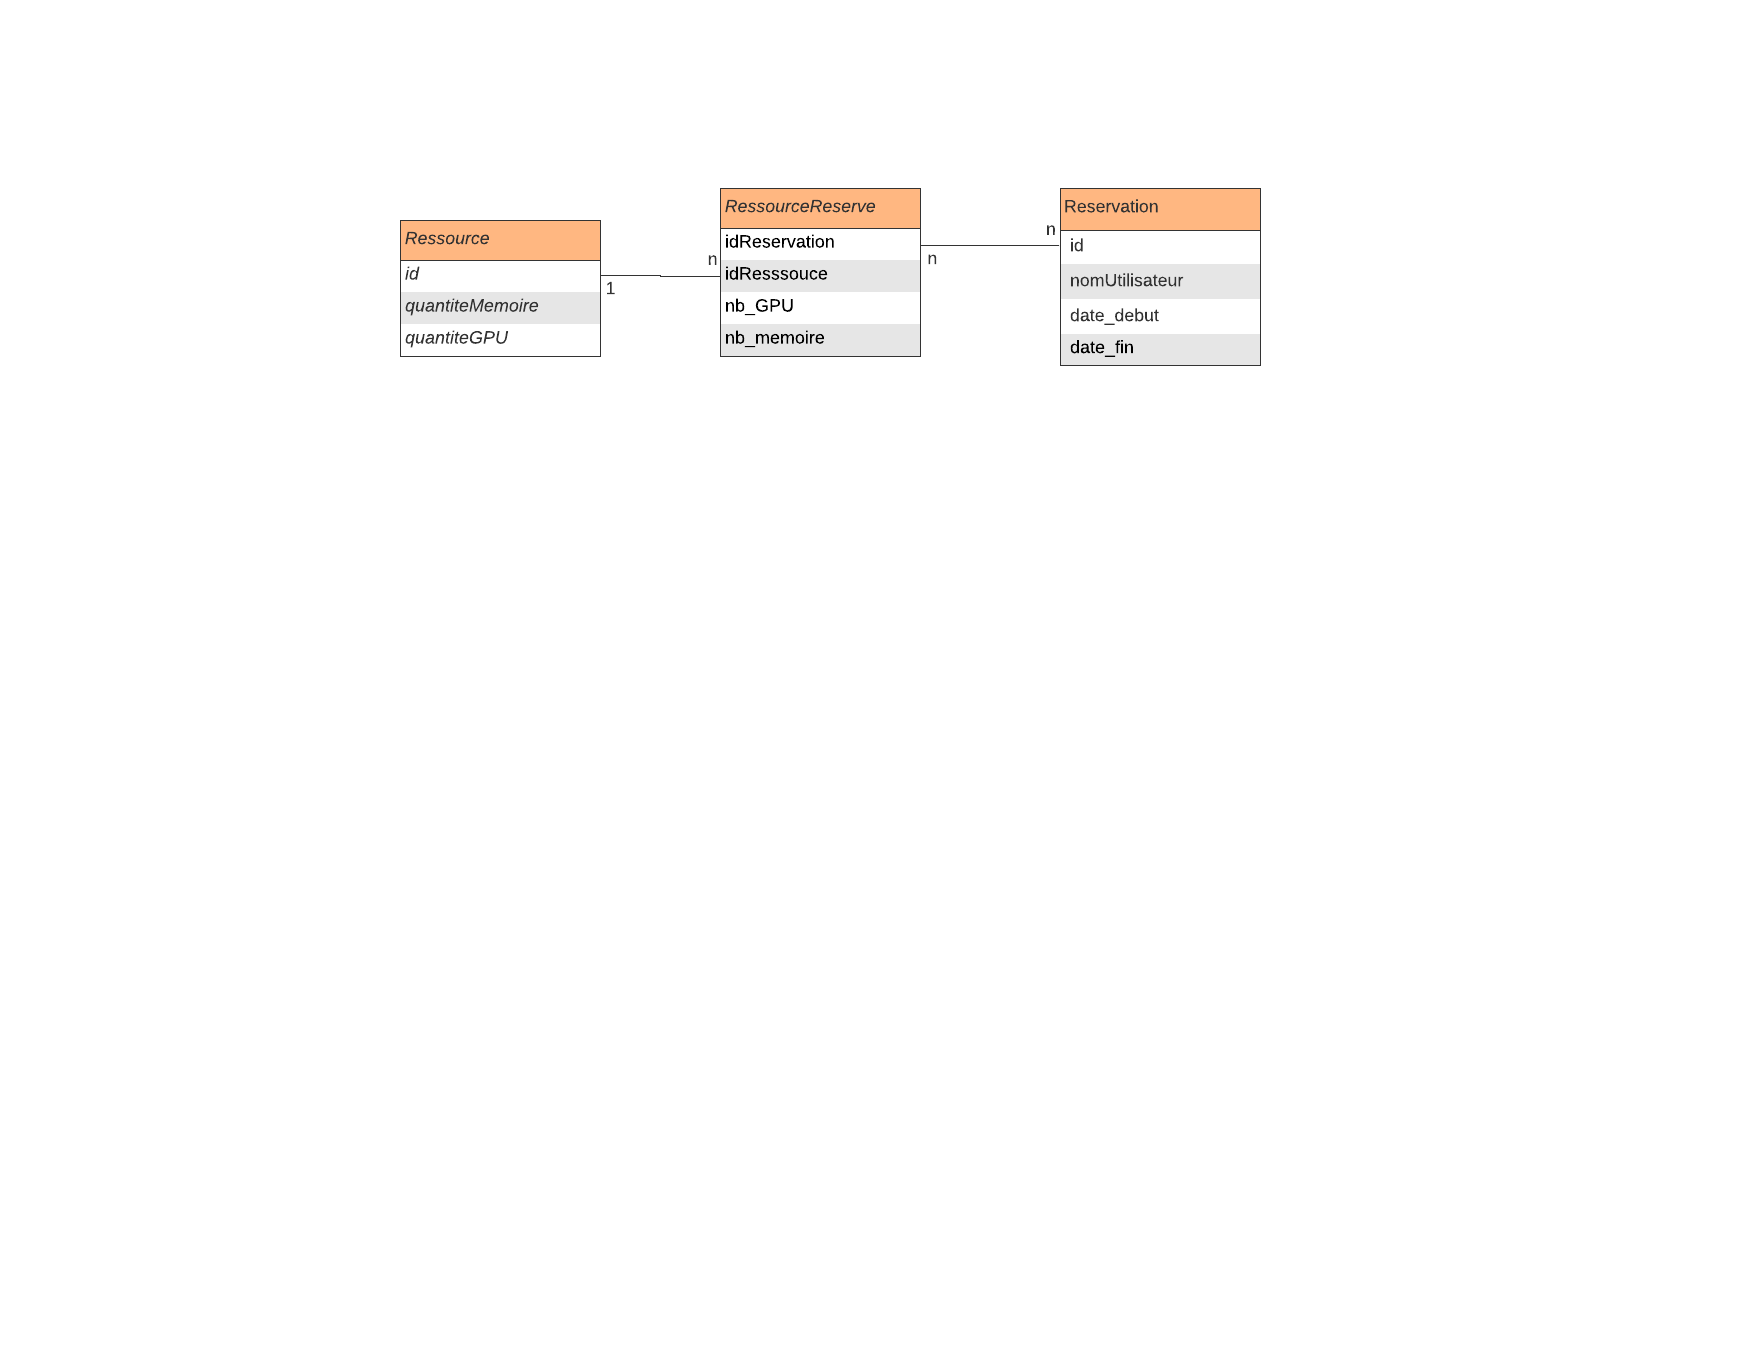 Ressource
id
quantiteMemoire
quantiteGPU
1
n
RessourceReserve
idReservation
idResssouce
nb_GPU
nb_memoire
n
n
Reservation
id
nomUtilisateur
date_debut
date_fin